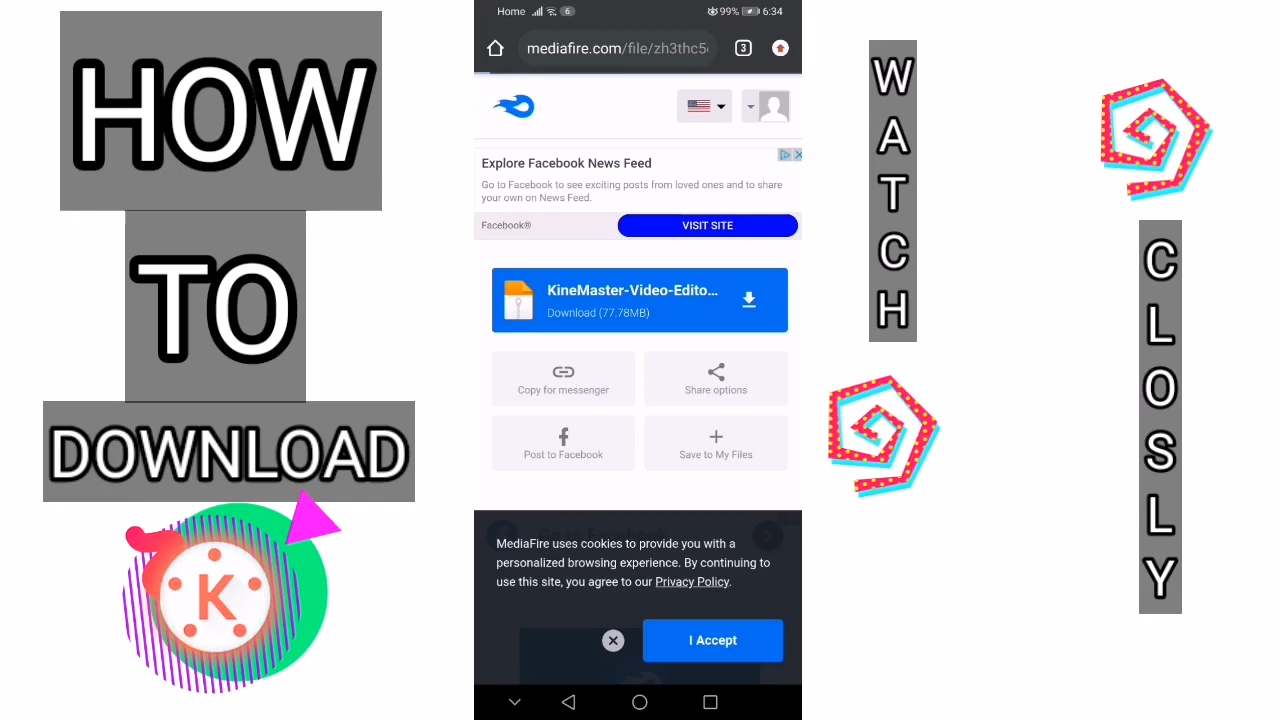 HOW
TO
DOWNLOAD
K
Home 6 99% 6:34
mediafire.com/file/zh3thc5
3
Explore Facebook News Feed
Go to Facebook to see exciting posts from loved ones and to share
your own on News Feed.
Facebook®
VISIT SITE
KineMaster-Video-Edito...
Download (77.78MB)
Copy for messenger
Share options
Post to Facebook
Save to My Files
MediaFire uses cookies to provide you with a
personalized browsing experience. By continuing to
use this site, you agree to our Privacy Policy.
I Accept
WATCH
CLOSLY